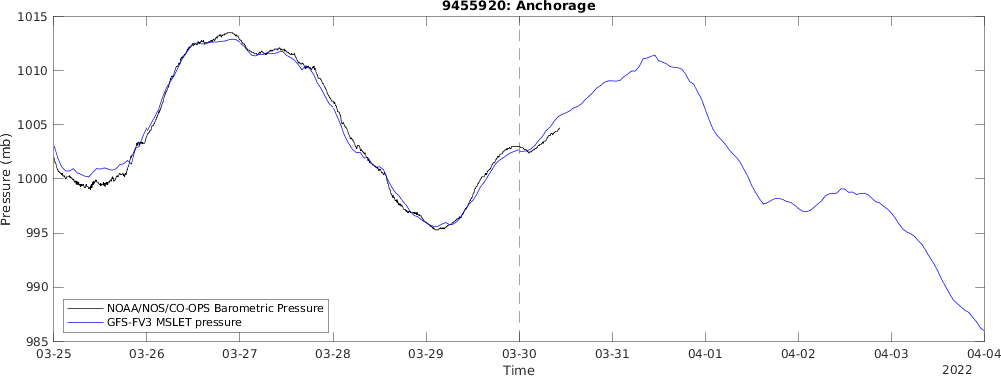 9455920: Anchorage
1015
1010
1005
1000
995
990
985
Pressure (mb)
NOAA/NOS/CO-OPS Barometric Pressure
GFS-FV3 MSLET pressure
03-25 03-26 03-27 03-28 03-29 03-30 03-31 04-01 04-02 04-03 04-04
Time
2022